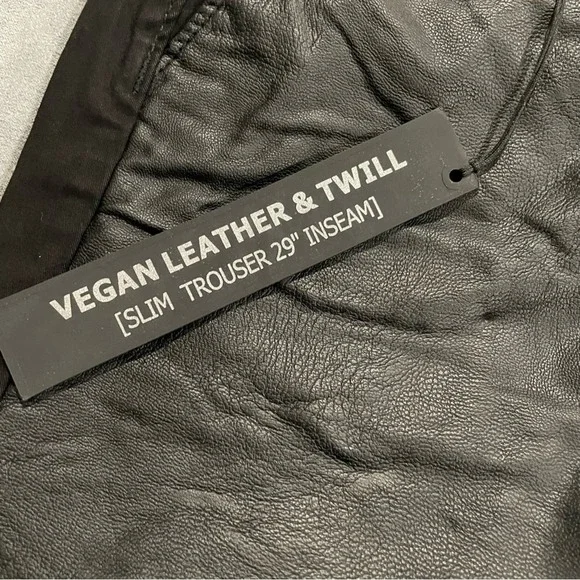 VEGAN LEATHER & TWILL
[SLIM TROUSER 29" INSEAM]